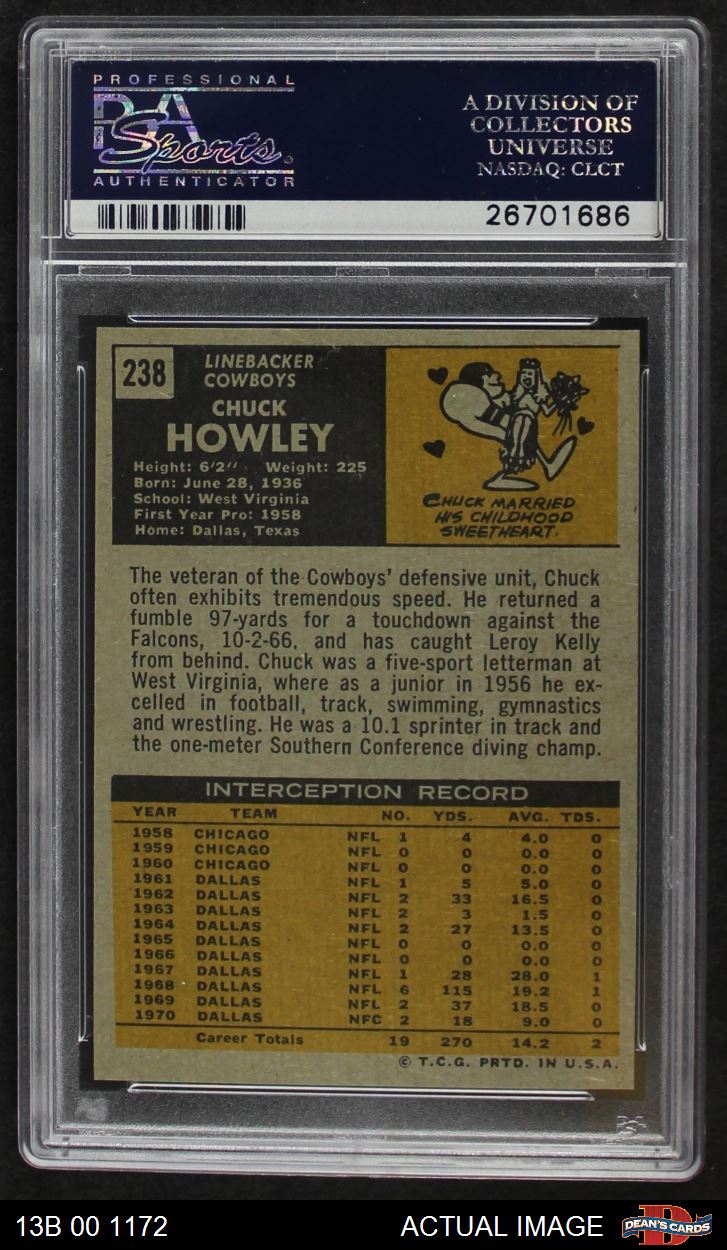 PROFESSIONAL
PSA
Sports
AUTHENTICATOR
A DIVISION OF
COLLECTORS
UNIVERSE
NASDAQ: CLCT
26701686
238
LINEBACKER
COWBOYS
CHUCK
HOWLEY
Height: 6'2" Weight: 225
Born: June 28, 1936
School: West Virginia
First Year Pro: 1958
Home: Dallas, Texas
CHUCK MARRIED
HIS CHILDHOOD
SWEETHEART.
The veteran of the Cowboys' defensive unit, Chuck
often exhibits tremendous speed. He returned a
fumble 97-yards for a touchdown against the
Falcons, 10-2-66, and has caught Leroy Kelly
from behind. Chuck was a five-sport letterman at
West Virginia, where as a junior in 1956 he ex-
celled in football, track, swimming, gymnastics
and wrestling. He was a 10.1 sprinter in track and
the one-meter Southern Conference diving champ.
INTERCEPTION RECORD
YEAR TEAM NO. YDS. AVG. TDS.
1958 CHICAGO NFL 1 4 4.0 0
1959 CHICAGO NFL 0 0 0.0 0
1960 CHICAGO NFL 0 0 0.0 0
1961 DALLAS NFL 1 5 5.0 0
1962 DALLAS NFL 2 33 16.5 0
1963 DALLAS NFL 2 3 1.5 0
1964 DALLAS NFL 2 27 13.5 0
1965 DALLAS NFL 0 0 0.0 0
1966 DALLAS NFL 0 0 0.0 0
1967 DALLAS NFL 1 28 28.0 1
1968 DALLAS NFL 6 115 19.2 1
1969 DALLAS NFL 2 37 18.5 0
1970 DALLAS NFC 2 18 9.0 0
Career Totals 19 270 14.2 2
© T.C.G. PRTD. IN U.S.A.
PSA
13B 00 1172
ACTUAL IMAGE
DEAN'S CARDS